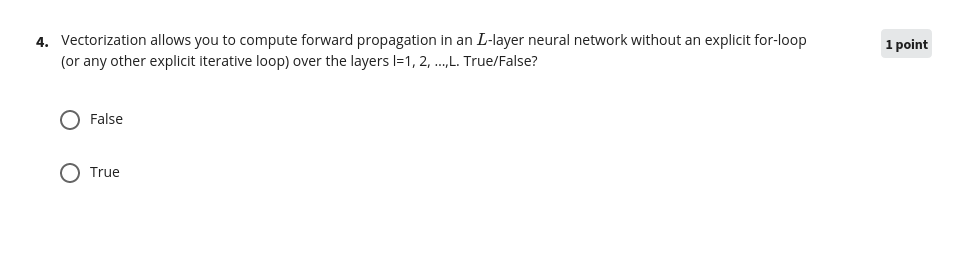 4. Vectorization allows you to compute forward propagation in an L-layer neural network without an explicit for-loop 1 point
(or any other explicit iterative loop) over the layers l=1, 2, ...,L. True/False?
False
True